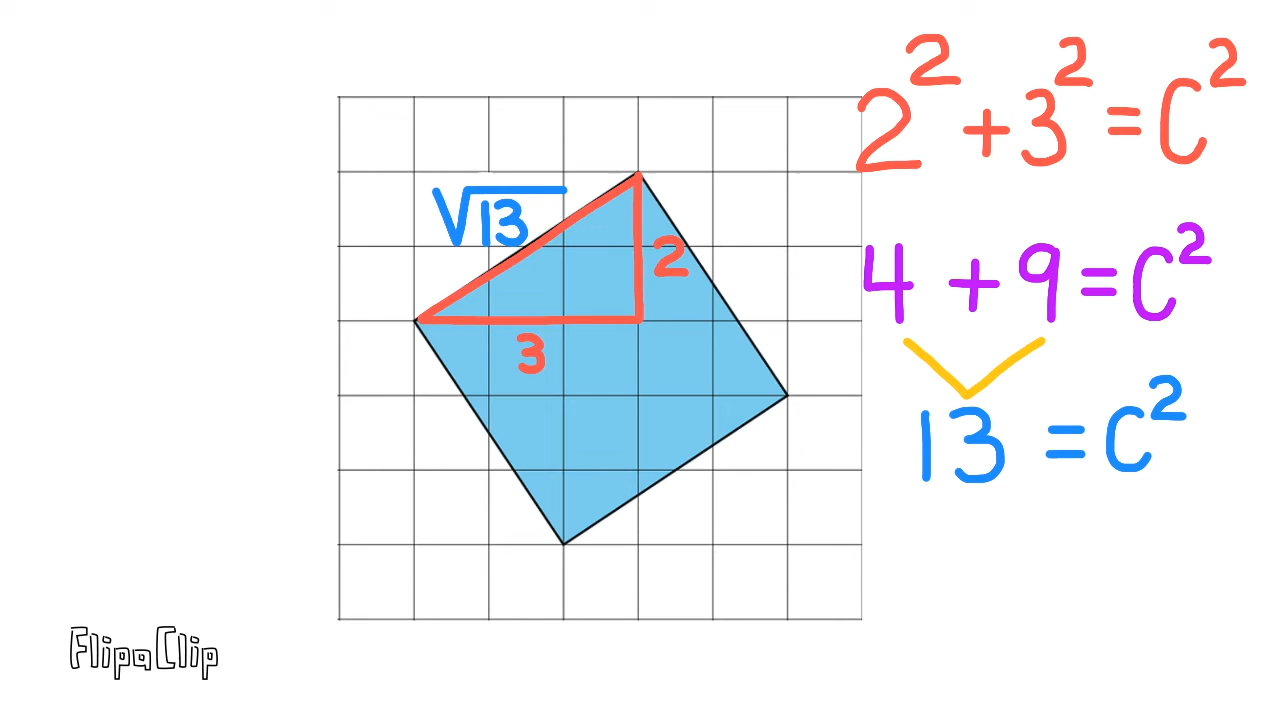 2² + 3² = C²
√13
2
4 + 9 = C²
3
13 = C²
FlipaClip